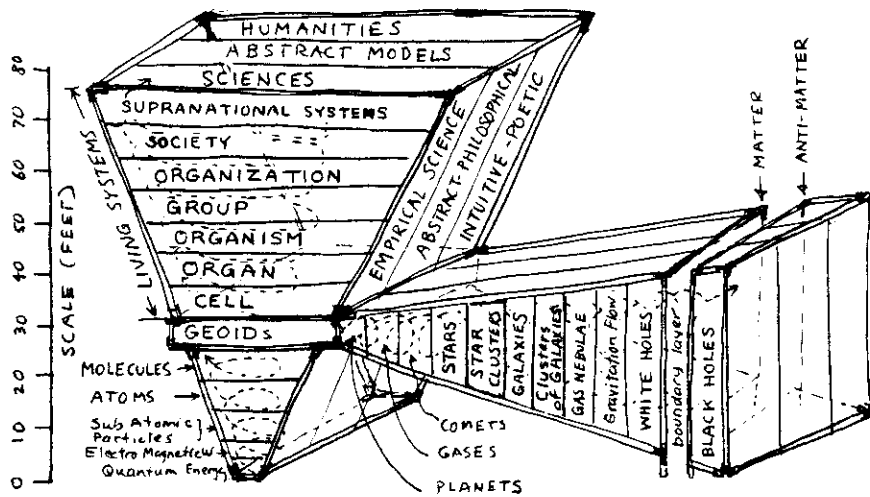 HUMANITIES
ABSTRACT MODELS
SCIENCES
SUPRANATIONAL SYSTEMS
SOCIETY
ORGANIZATION
GROUP
ORGANISM
ORGAN
CELL
GEOIDS
LIVING SYSTEMS
SCALE (FEET)
80
70
60
50
40
30
20
10
0
EMPIRICAL SCIENCE
ABSTRACT-PHILOSOPHICAL
INTUITIVE-POETIC
MATTER
ANTI-MATTER
MOLECULES
ATOMS
Sub Atomic
Particles
Electro Magnetic
Quantum Energy
STARS
STAR
CLUSTERS
GALAXIES
Clusters
OF GALAXIES
GAS NEBULAE
Gravitation Flow
WHITE HOLES
boundary layer
BLACK HOLES
COMETS
GASES
PLANETS